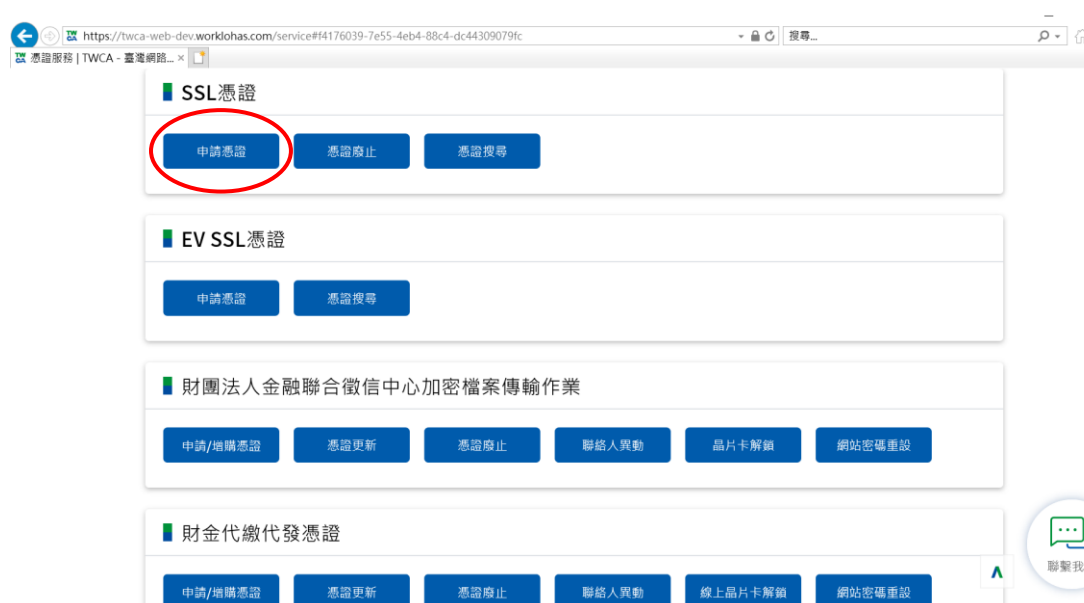 https://twca-web-dev.worklohas.com/service#f4176039-7e55-4eb4-88c4-dc44309079fc
搜尋...
TWCA 憑證服務 | TWCA - 臺灣網路... ×
SSL憑證
申請憑證 憑證廢止 憑證搜尋
EV SSL憑證
申請憑證 憑證搜尋
財團法人金融聯合徵信中心加密檔案傳輸作業
申請/增購憑證 憑證更新 憑證廢止 聯絡人異動 晶片卡解鎖 網站密碼重設
財金代繳代發憑證
申請/增購憑證 憑證更新 憑證廢止 聯絡人異動 線上晶片卡解鎖 網站密碼重設
聯繫我